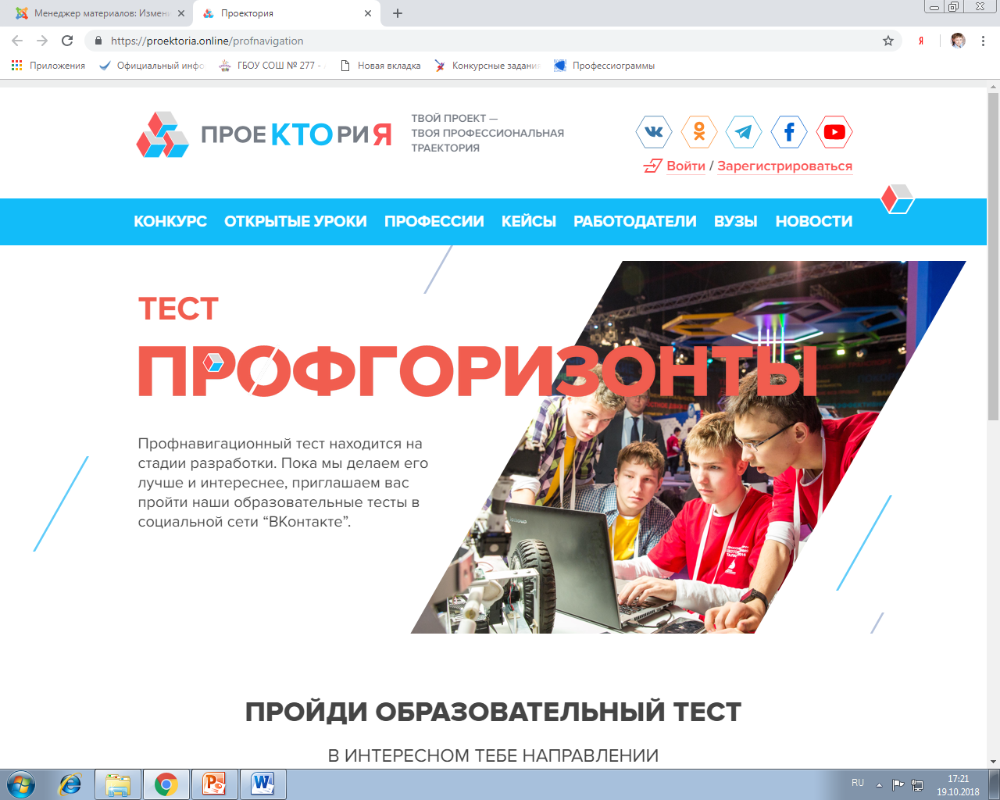 Менеджер материалов: Измен
Проектория
https://proektoria.online/profnavigation
Я
Приложения
Официальный инфо
ГБОУ СОШ № 277 -
Новая вкладка
Конкурсные задани
Профессиограммы
ПРОЕКТОРИЯ
ТВОЙ ПРОЕКТ —
ТВОЯ ПРОФЕССИОНАЛЬНАЯ
ТРАЕКТОРИЯ
Войти / Зарегистрироваться
КОНКУРС ОТКРЫТЫЕ УРОКИ ПРОФЕССИИ КЕЙСЫ РАБОТОДАТЕЛИ ВУЗЫ НОВОСТИ
ТЕСТ
ПРОФГОРИЗОНТЫ
Профнавигационный тест находится на
стадии разработки. Пока мы делаем его
лучше и интереснее, приглашаем вас
пройти наши образовательные тесты в
социальной сети “ВКонтакте”.
ПРОЙДИ ОБРАЗОВАТЕЛЬНЫЙ ТЕСТ
В ИНТЕРЕСНОМ ТЕБЕ НАПРАВЛЕНИИ
RU
17:21
19.10.2018